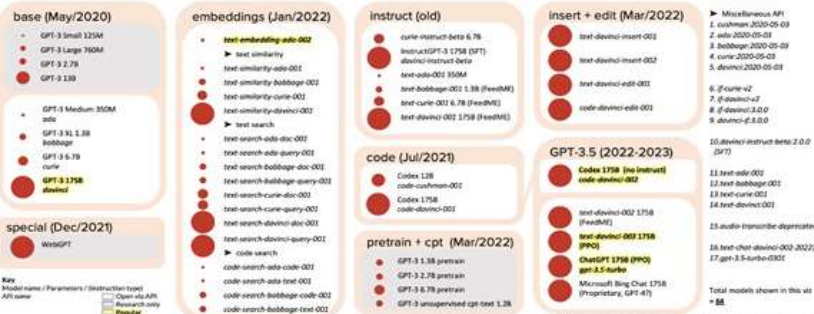 base (May/2020)
GPT-3 Small 125M
GPT-3 Large 760M
GPT-3 2.7B
GPT-3 13B
GPT-3 Medium 350M
ada
GPT-3 XL 1.3B
babbage
GPT-3 6.7B
curie
GPT-3 175B
davinci
special (Dec/2021)
WebGPT
Key
Model name / Parameters / (Instruction type)
API name
Open via API
Research only
Popular
embeddings (Jan/2022)
text-embedding-ada-002
➤ text similarity
text-similarity-ada-001
text-similarity-babbage-001
text-similarity-curie-001
text-similarity-davinci-001
➤ text search
text-search-ada-doc-001
text-search-ada-query-001
text-search-babbage-doc-001
text-search-babbage-query-001
text-search-curie-doc-001
text-search-curie-query-001
text-search-davinci-doc-001
text-search-davinci-query-001
➤ code search
code-search-ada-code-001
code-search-ada-text-001
code-search-babbage-code-001
code-search-babbage-text-001
instruct (old)
curie-instruct-beta 6.7B
InstructGPT-3 175B (SFT)
davinci-instruct-beta
text-ada-001 350M
text-babbage-001 1.3B (FeedME)
text-curie-001 6.7B (FeedME)
text-davinci-001 175B (FeedME)
code (Jul/2021)
Codex 12B
code-cushman-001
Codex 175B
code-davinci-001
pretrain + cpt (Mar/2022)
GPT-3 1.3B pretrain
GPT-3 2.7B pretrain
GPT-3 6.7B pretrain
GPT-3 unsupervised cpt-text 1.2B
insert + edit (Mar/2022)
text-davinci-insert-001
text-davinci-insert-002
text-davinci-edit-001
code-davinci-edit-001
GPT-3.5 (2022-2023)
Codex 175B (no instruct)
code-davinci-002
text-davinci-002 175B
(FeedME)
text-davinci-003 175B
(PPO)
ChatGPT 175B (PPO)
gpt-3.5-turbo
Microsoft Bing Chat 175B
(Proprietary, GPT-4?)
➤ Miscellaneous API
1. cushman:2020-05-03
2. ada:2020-05-03
3. babbage:2020-05-03
4. curie:2020-05-03
5. davinci:2020-05-03
6. if-curie-v2
7. if-davinci-v2
8. if-davinci:3.0.0
9. davinci-if:3.0.0
10.davinci-instruct-beta:2.0.0
(SFT)
11.text-ada:001
12.text-babbage:001
13.text-curie:001
14.text-davinci:001
15.audio-transcribe-deprecated
16.text-chat-davinci-002-2022
17.gpt-3.5-turbo-0301
Total models shown in this viz
= 66